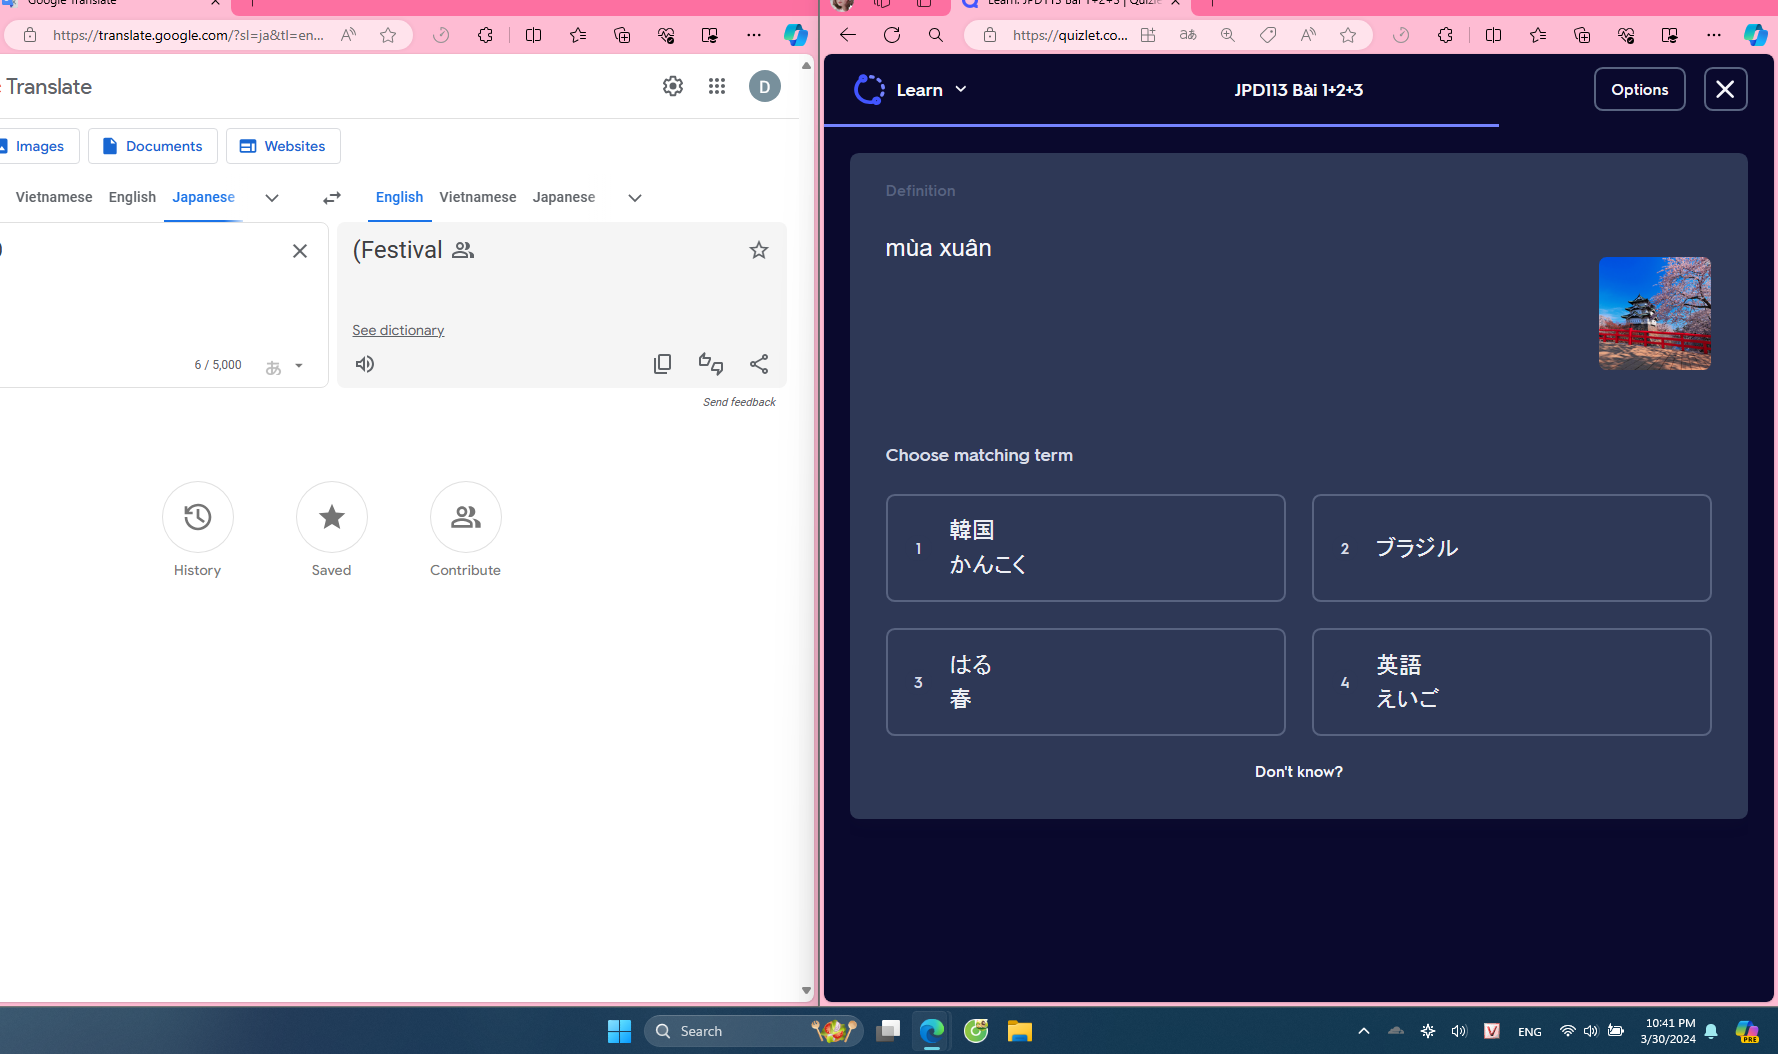 Google Translate
https://translate.google.com/?sl=ja&tl=en...
Translate
D
Images
Documents
Websites
Vietnamese
English
Japanese
English
Vietnamese
Japanese
(Festival
See dictionary
6 / 5,000
あ
Send feedback
History
Saved
Contribute
Learn: JPD113 Bài 1+2+3 | Quizle
https://quizlet.co...
Learn
JPD113 Bài 1+2+3
Options
Definition
mùa xuân
Choose matching term
1
韓国
かんこく
2
ブラジル
3
はる
春
4
英語
えいご
Don't know?
Search
V
ENG
10:41 PM
3/30/2024
PRE